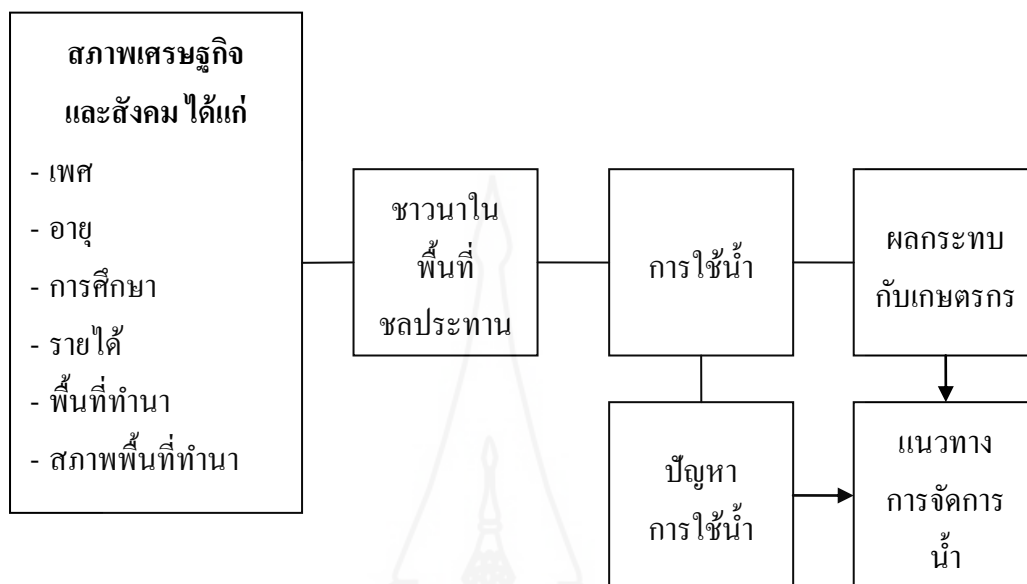 สภาพเศรษฐกิจ
และสังคม ได้แก่
- เพศ
- อายุ
- การศึกษา
- รายได้
- พื้นที่ทำนา
- สภาพพื้นที่ทำนา
ชาวนาใน
พื้นที่
ชลประทาน
การใช้น้ำ
ผลกระทบ
กับเกษตรกร
ปัญหา
การใช้น้ำ
แนวทาง
การจัดการ
น้ำ